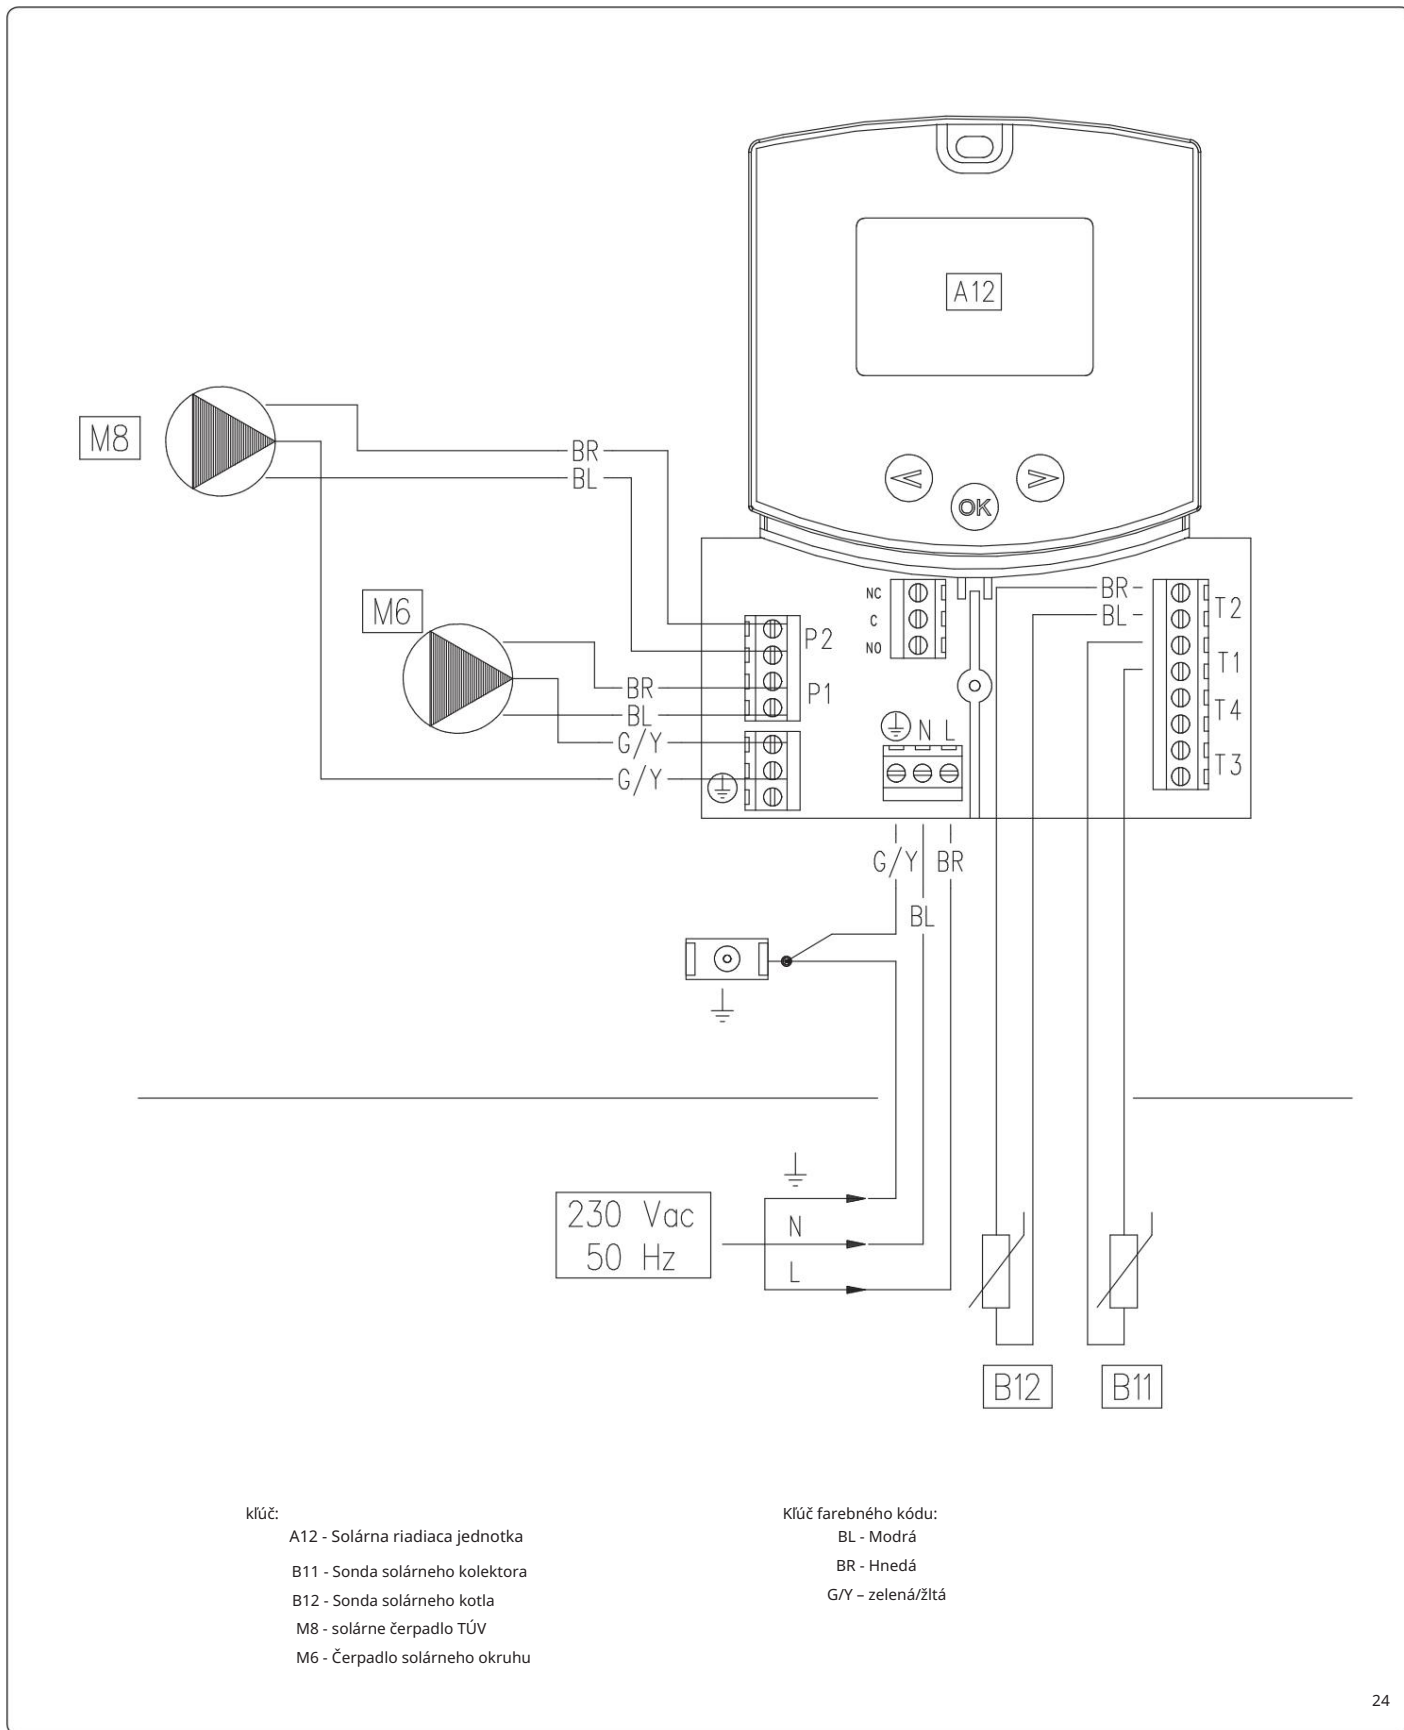 A12
M8
BR
BL
M6
NC
C
NO
BR
BL
T2
T1
T4
T3
P2
P1
BR
BL
G/Y
G/Y
N L
G/Y BR
BL
230 Vac
50 Hz
N
L
B12
B11
OK
kľúč:
A12 - Solárna riadiaca jednotka
B11 - Sonda solárneho kolektora
B12 - Sonda solárneho kotla
M8 - solárne čerpadlo TÚV
M6 - Čerpadlo solárneho okruhu
Kľúč farebného kódu:
BL - Modrá
BR - Hnedá
G/Y – zelená/žltá
24